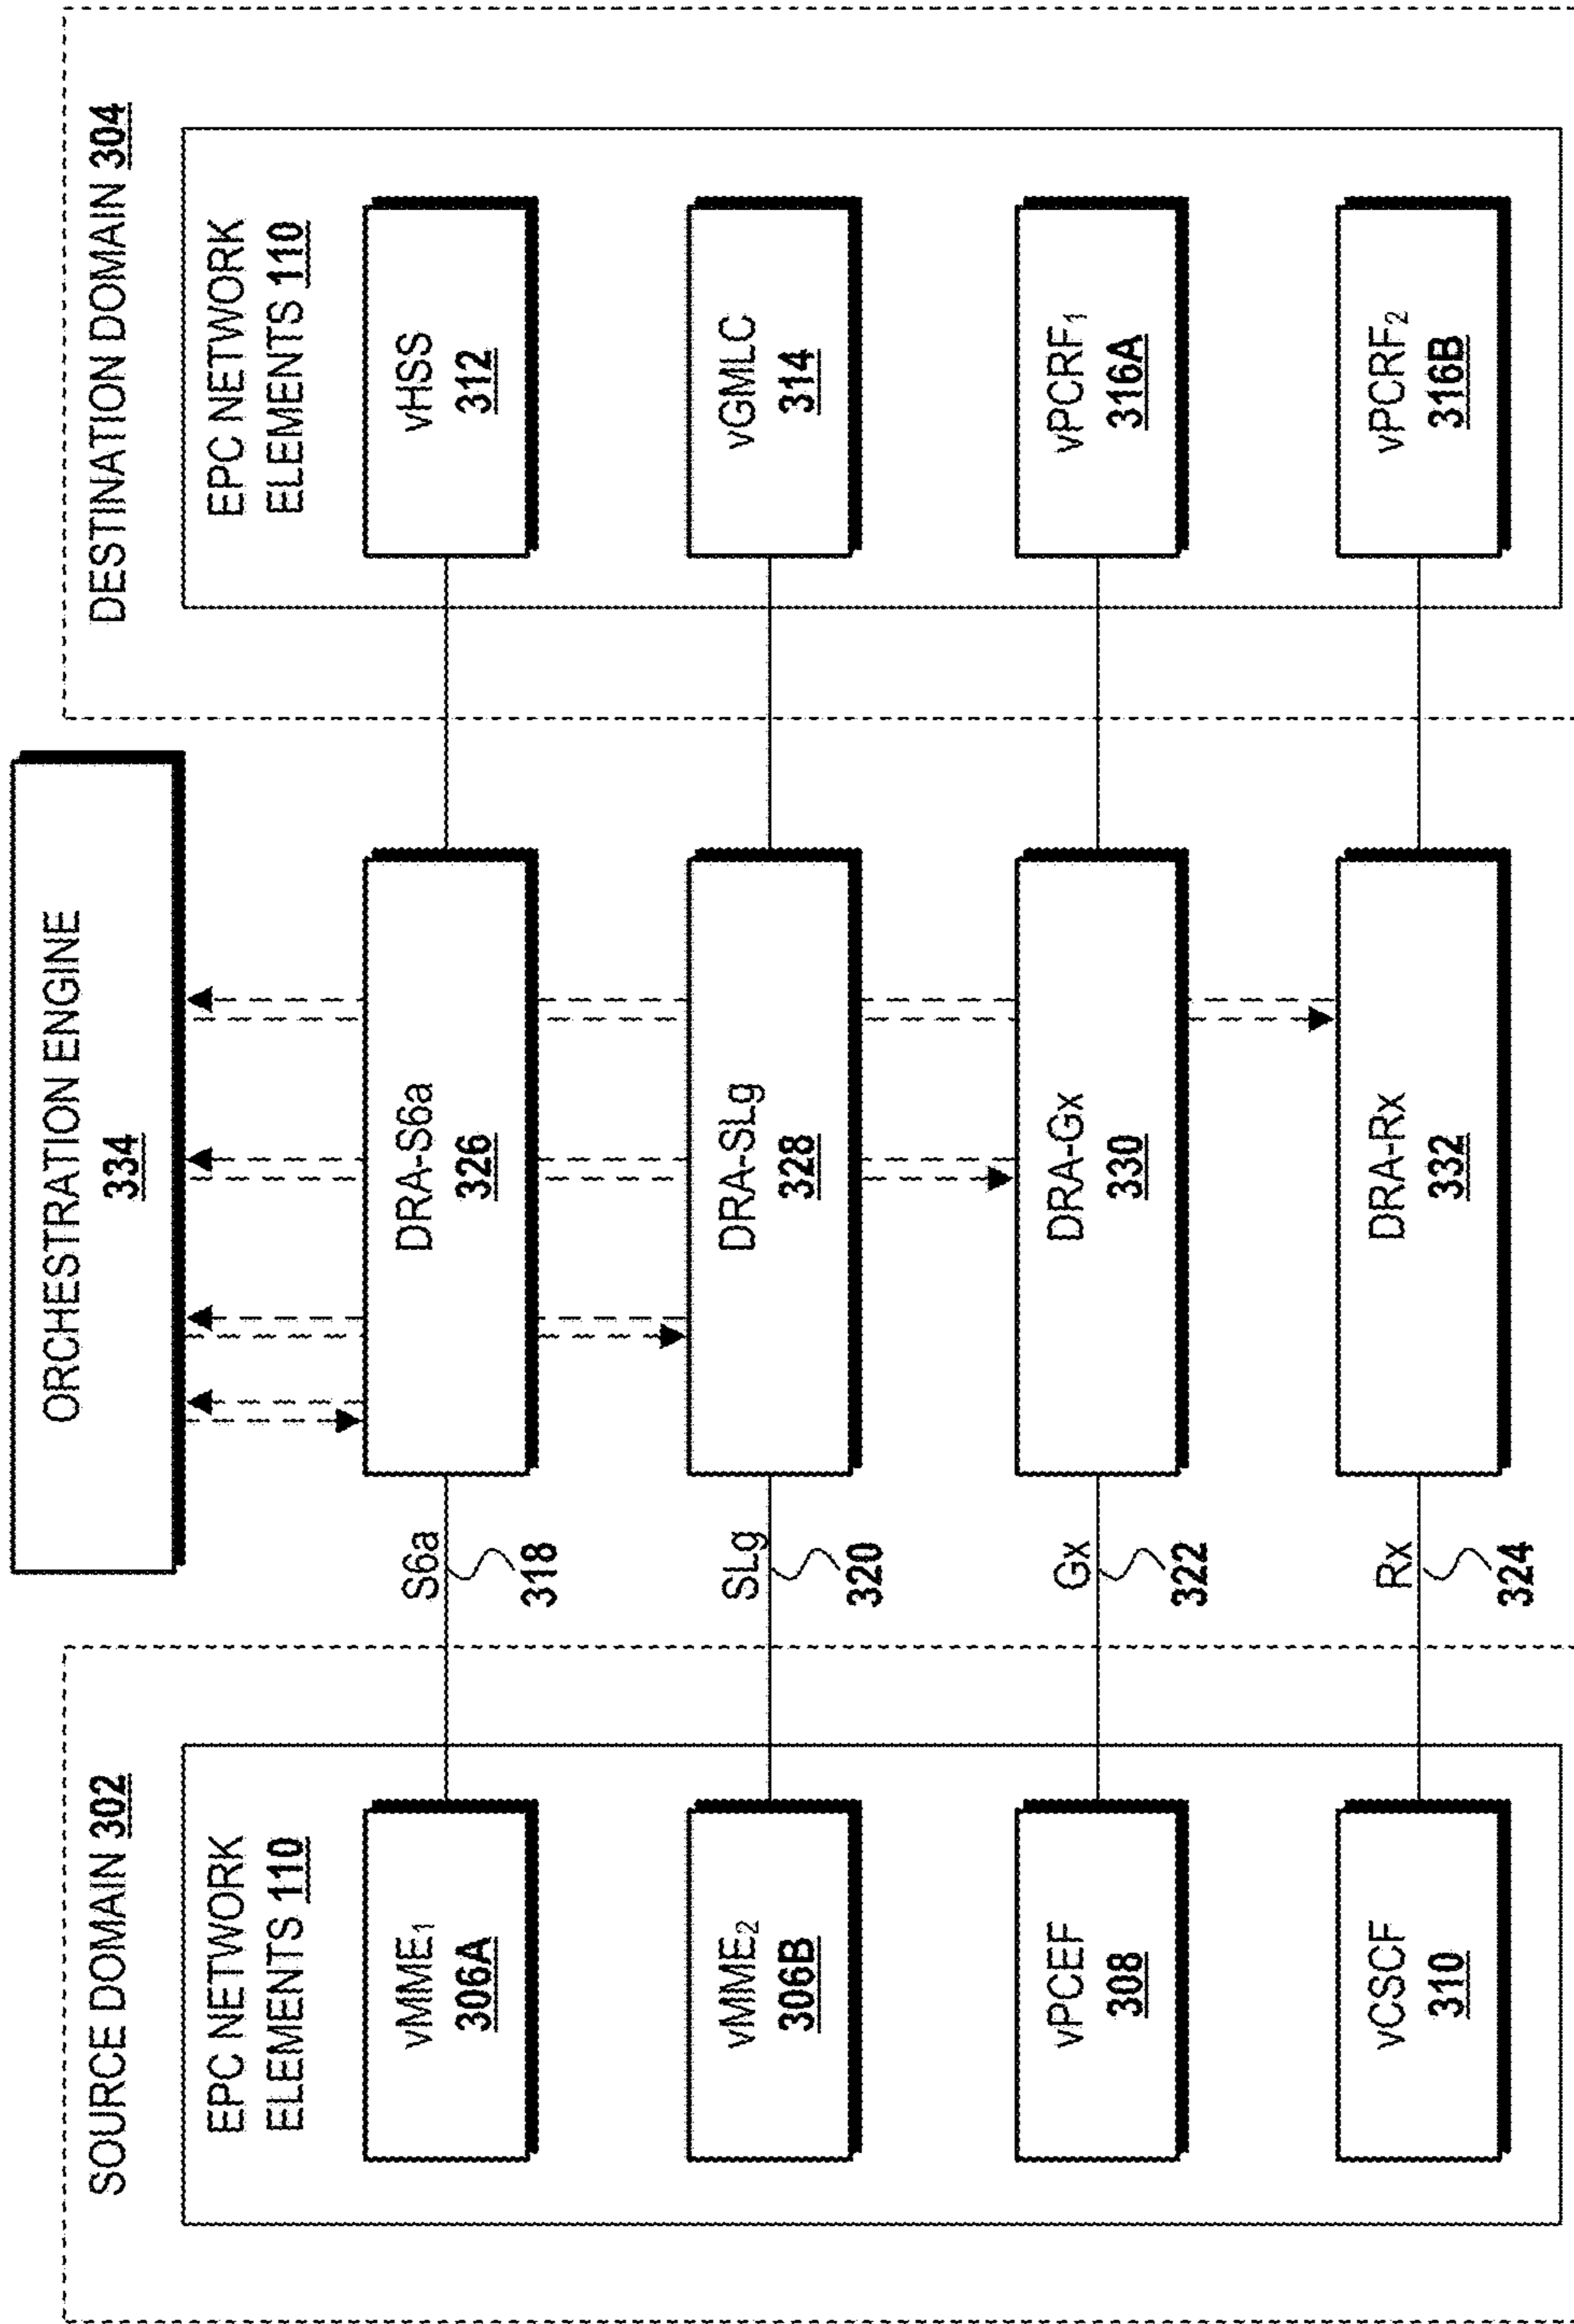 ORCHESTRATION ENGINE
334
SOURCE DOMAIN 302
DESTINATION DOMAIN 304
EPC NETWORK
ELEMENTS 110
EPC NETWORK
ELEMENTS 110
vMME1
306A
S6a
318
DRA-S6a
326
vHSS
312
vMME2
306B
SLg
320
DRA-SLg
328
vGMLC
314
vPCEF
308
Gx
322
DRA-Gx
330
vPCRF1
316A
vCSCF
310
Rx
324
DRA-Rx
332
vPCRF2
316B